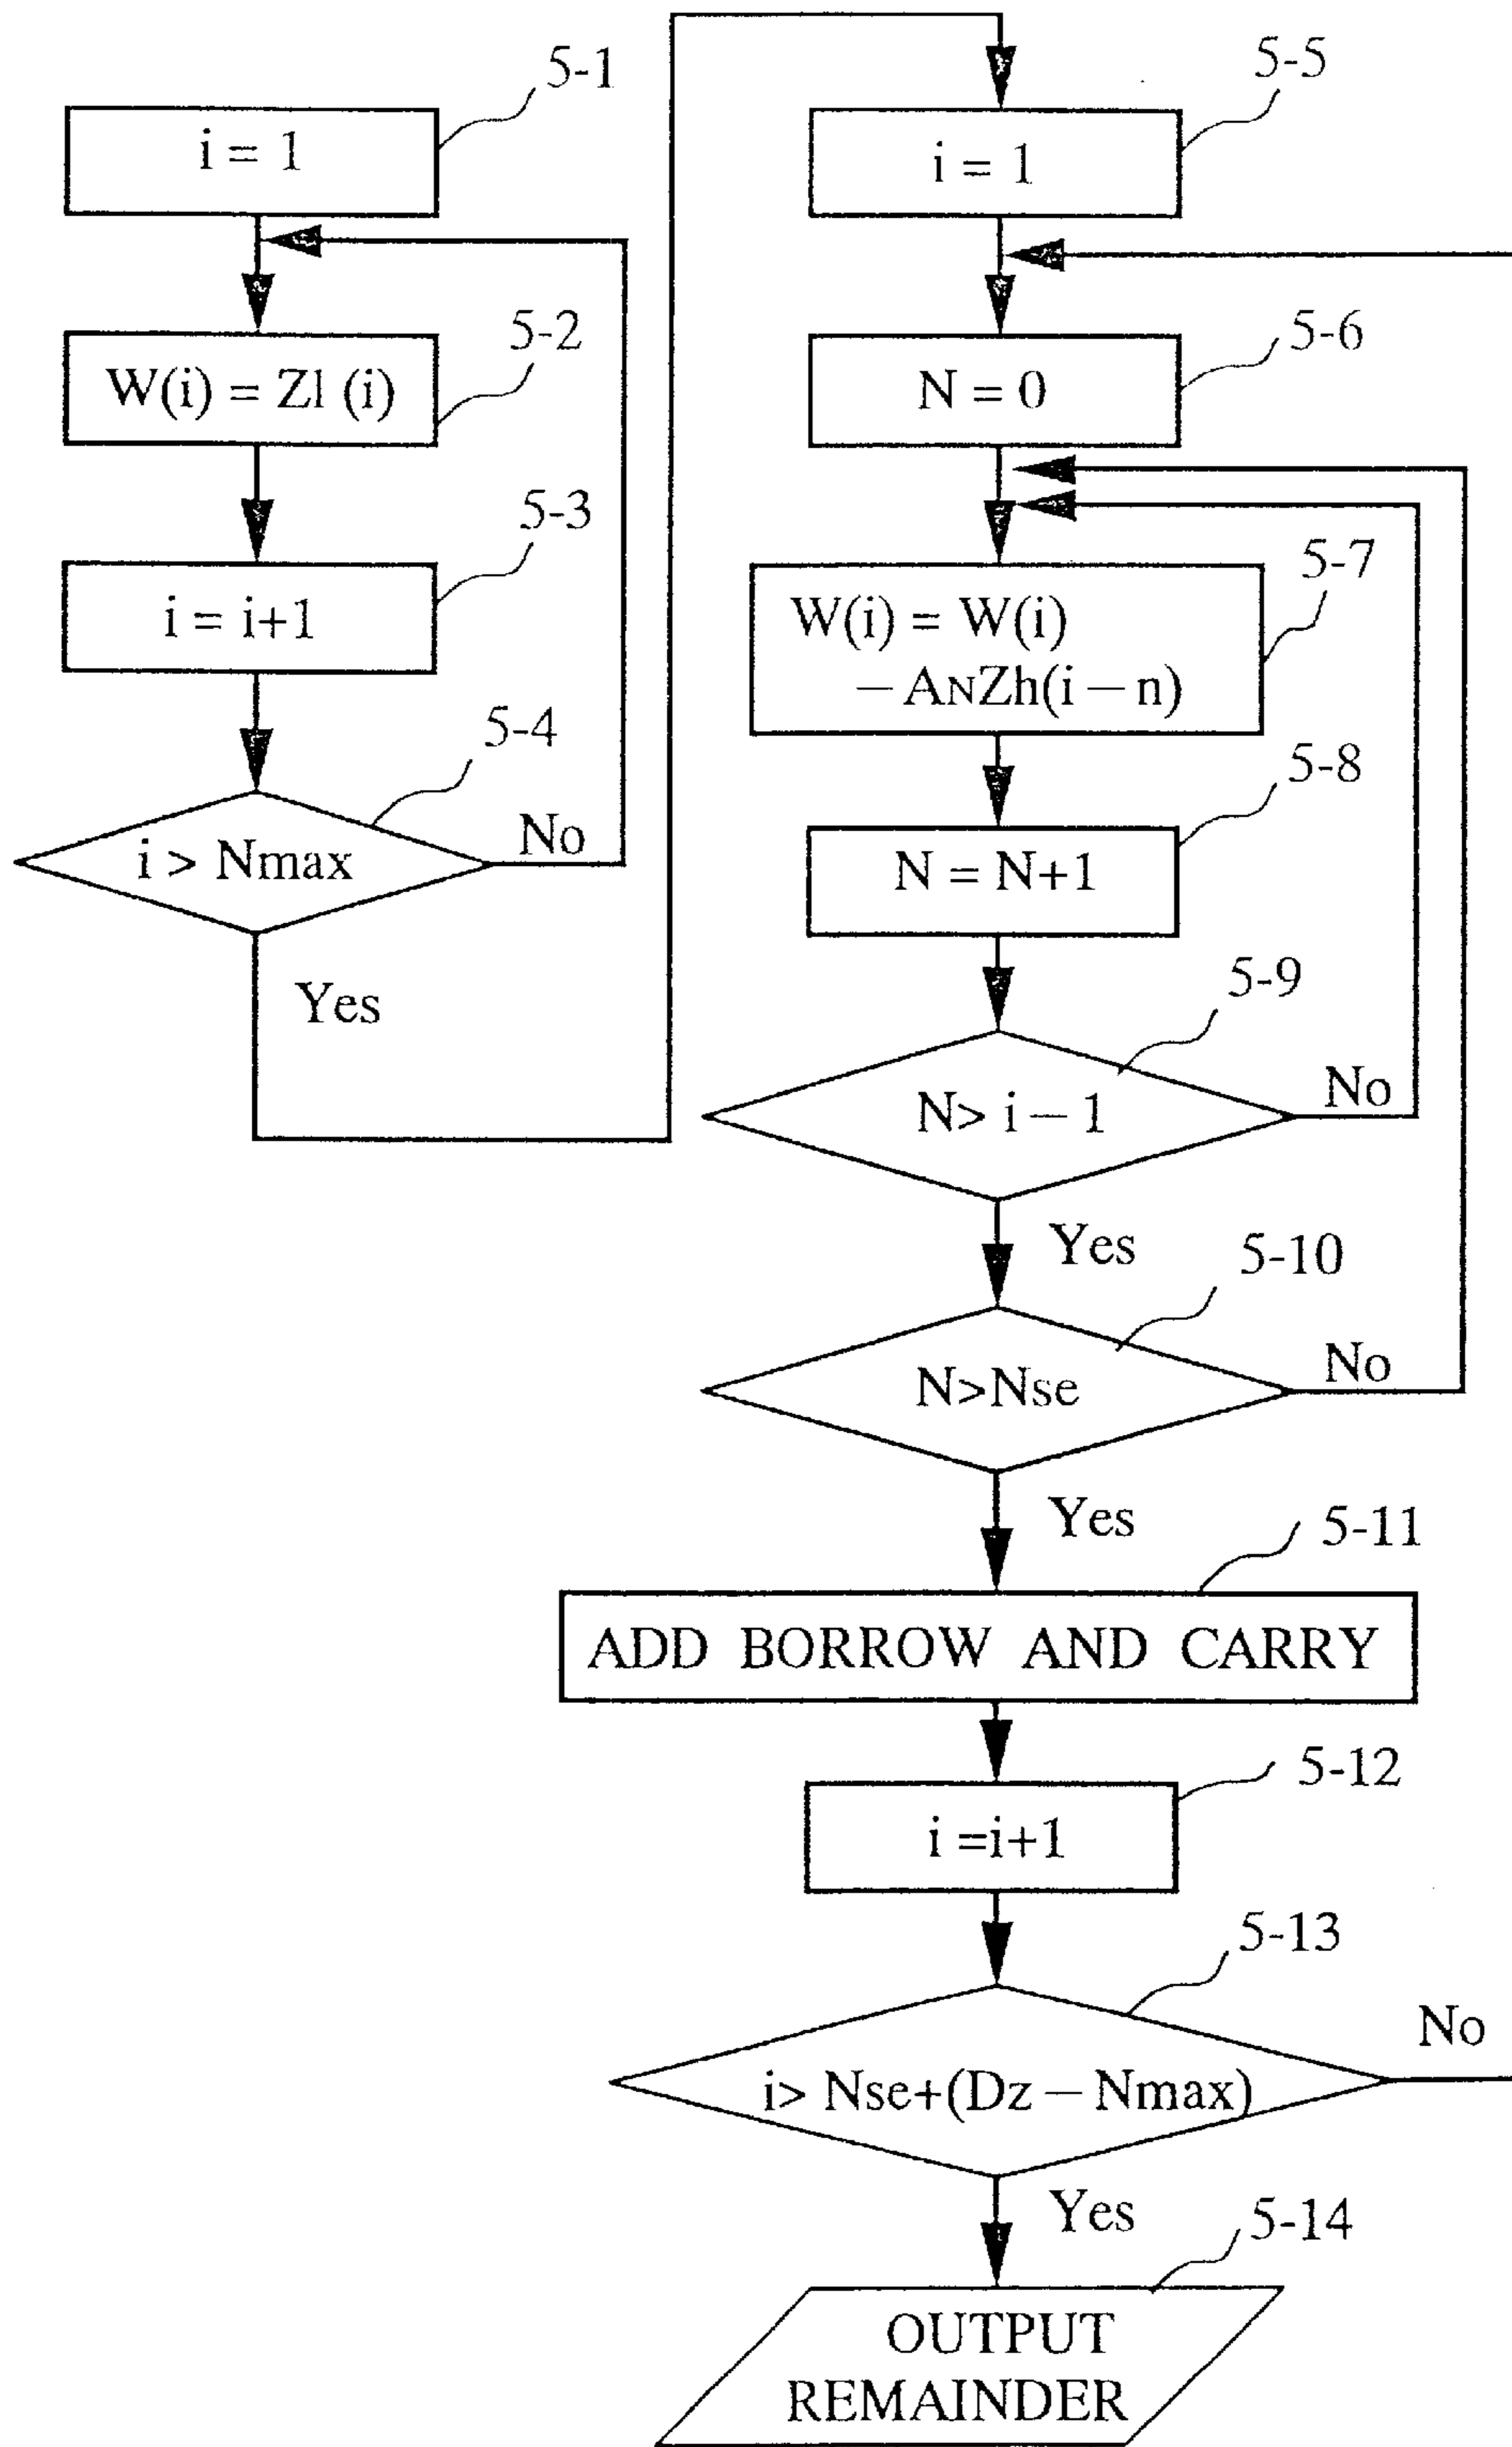 5-1
i = 1
5-2
W(i) = Zl (i)
5-3
i = i+1
5-4
i > Nmax
No
Yes
5-5
i = 1
5-6
N = 0
5-7
W(i) = W(i)
– ANZh(i – n)
5-8
N = N+1
5-9
N> i – 1
No
Yes
5-10
N>Nse
No
Yes
5-11
ADD BORROW AND CARRY
5-12
i =i+1
5-13
i> Nse+(Dz – Nmax)
No
Yes
5-14
OUTPUT
REMAINDER